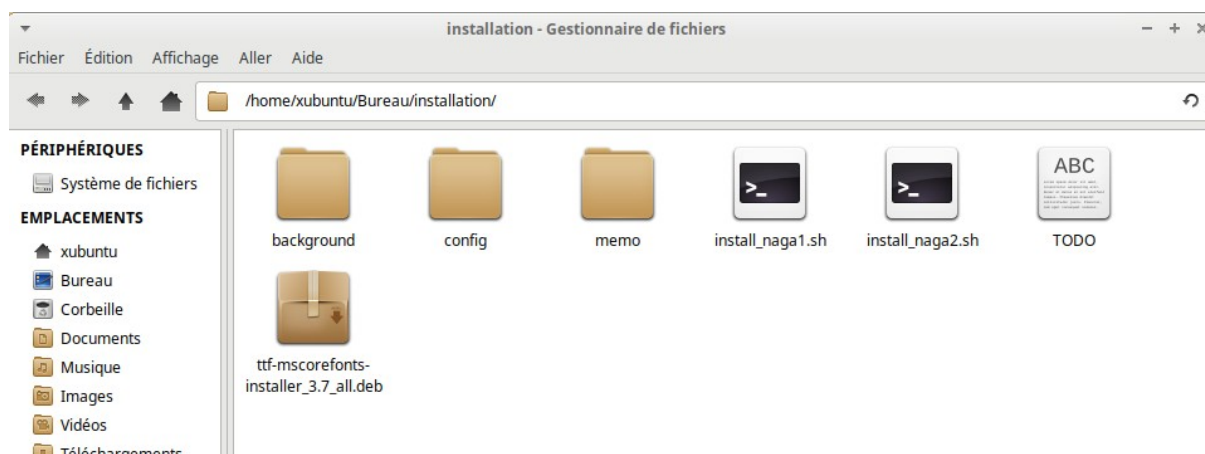 installation - Gestionnaire de fichiers
Fichier Édition Affichage Aller Aide
/home/xubuntu/Bureau/installation/
PÉRIPHÉRIQUES
Système de fichiers
EMPLACEMENTS
xubuntu
Bureau
Corbeille
Documents
Musique
Images
Vidéos
Téléchargements
background
config
memo
install_naga1.sh
install_naga2.sh
ABC
TODO
ttf-mscorefonts-
installer_3.7_all.deb